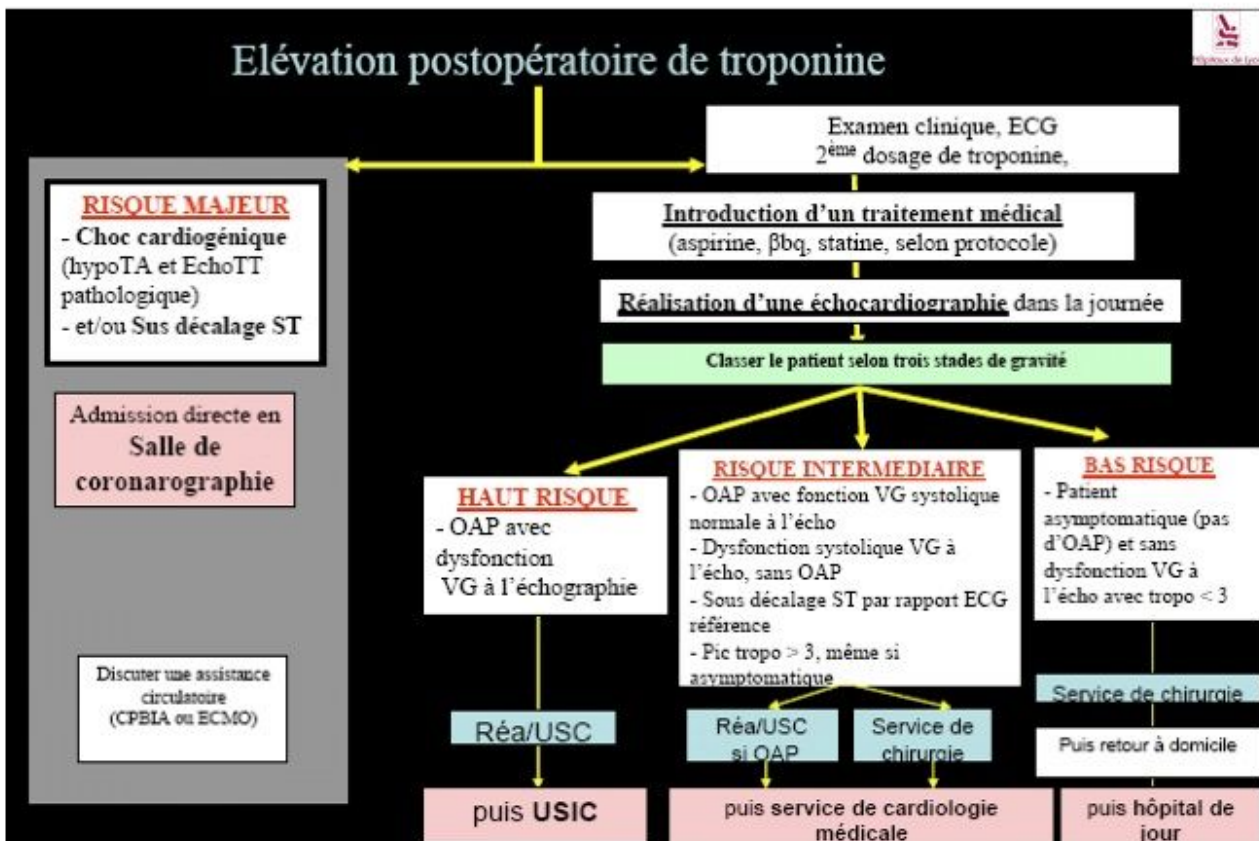 Hôpitaux de Lyon
Elévation postopératoire de troponine
Examen clinique, ECG
2ème dosage de troponine,
RISQUE MAJEUR
- Choc cardiogénique
(hypoTA et EchoTT
pathologique)
- et/ou Sus décalage ST
Admission directe en
Salle de
coronarographie
Discuter une assistance
circulatoire
(CPBIA ou ECMO)
Introduction d’un traitement médical
(aspirine, βbq, statine, selon protocole)
Réalisation d’une échocardiographie dans la journée
Classer le patient selon trois stades de gravité
HAUT RISQUE
- OAP avec
dysfonction
VG à l’échographie
Réa/USC
puis USIC
RISQUE INTERMEDIAIRE
- OAP avec fonction VG systolique
normale à l’écho
- Dysfonction systolique VG à
l’écho, sans OAP
- Sous décalage ST par rapport ECG
référence
- Pic tropo > 3, même si
asymptomatique
Réa/USC
si OAP
Service de
chirurgie
puis service de cardiologie
médicale
BAS RISQUE
- Patient
asymptomatique (pas
d’OAP) et sans
dysfonction VG à
l’écho avec tropo < 3
Service de chirurgie
Puis retour à domicile
puis hôpital de
jour